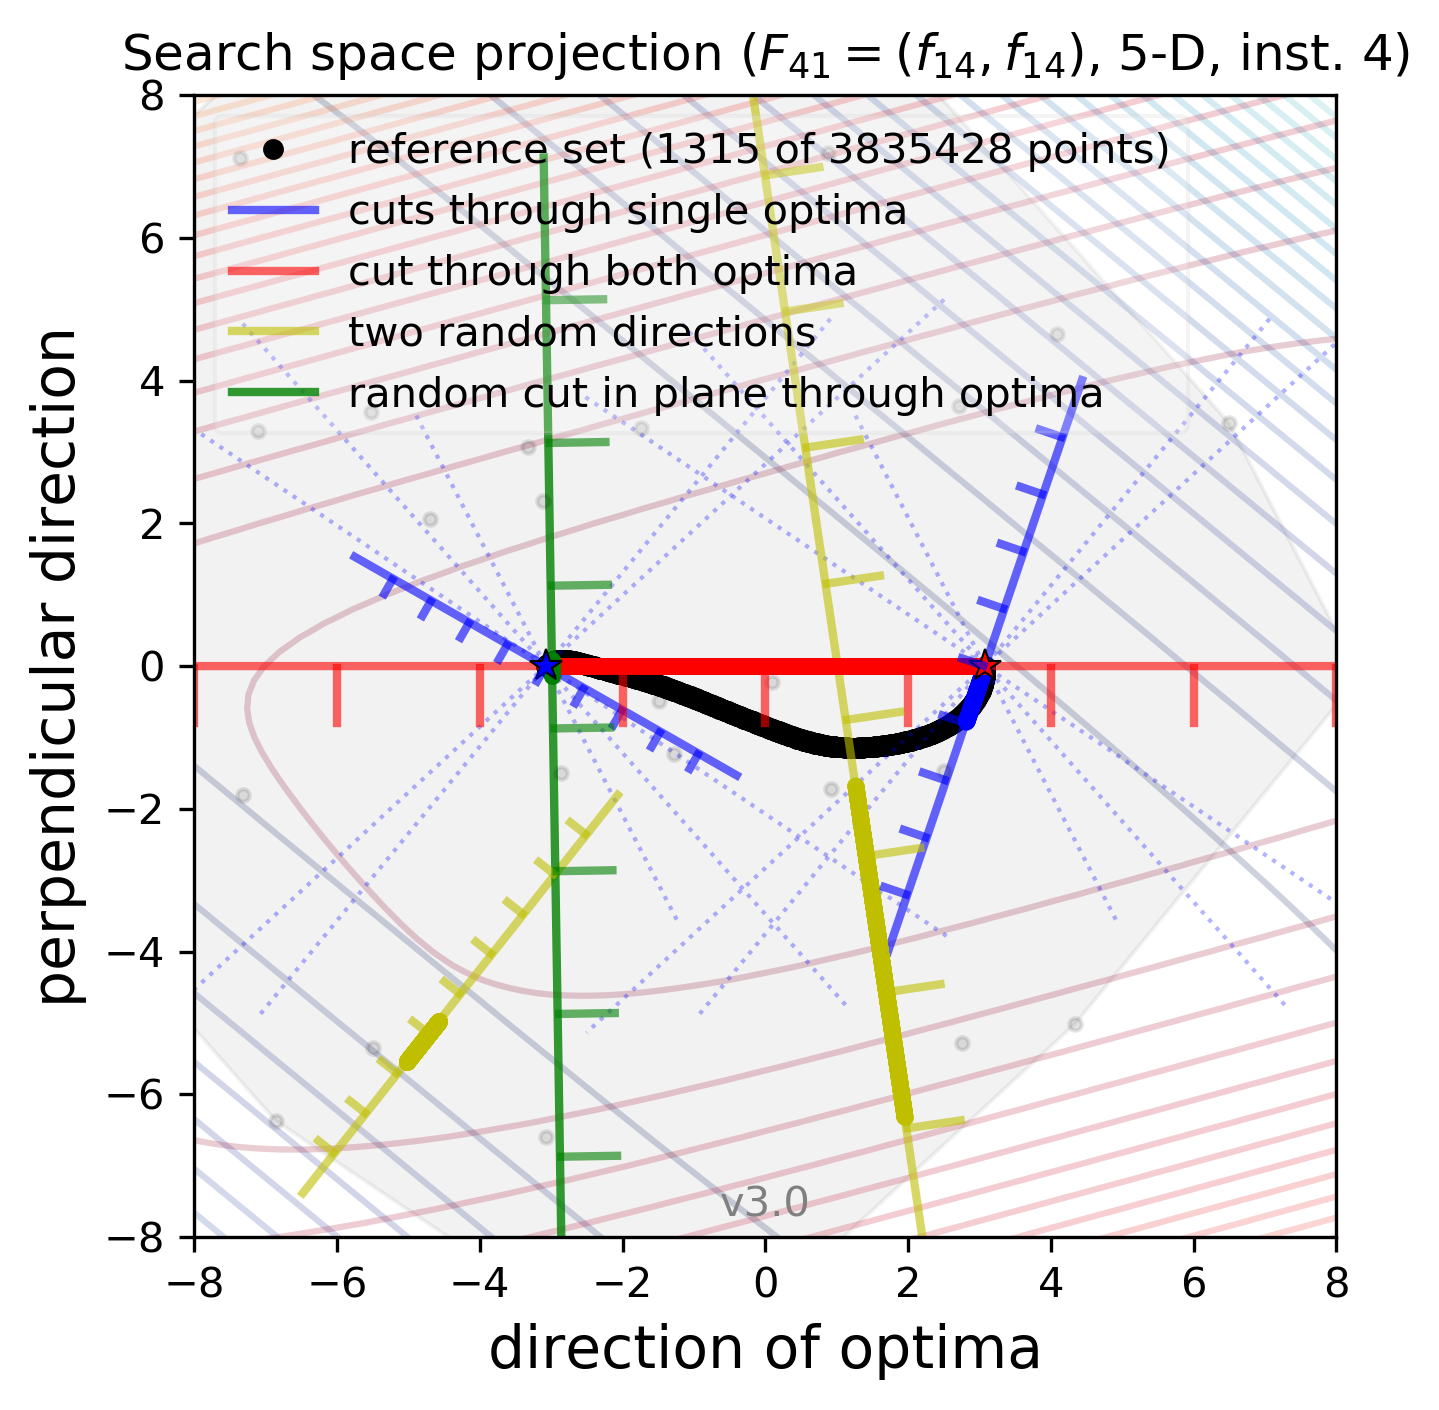 Search space projection (F₄₁ = (f₁₄, f₁₄), 5-D, inst. 4)
reference set (1315 of 3835428 points)
cuts through single optima
cut through both optima
two random directions
random cut in plane through optima
perpendicular direction
8
6
4
2
0
−2
−4
−6
−8
v3.0
−8 −6 −4 −2 0 2 4 6 8
direction of optima